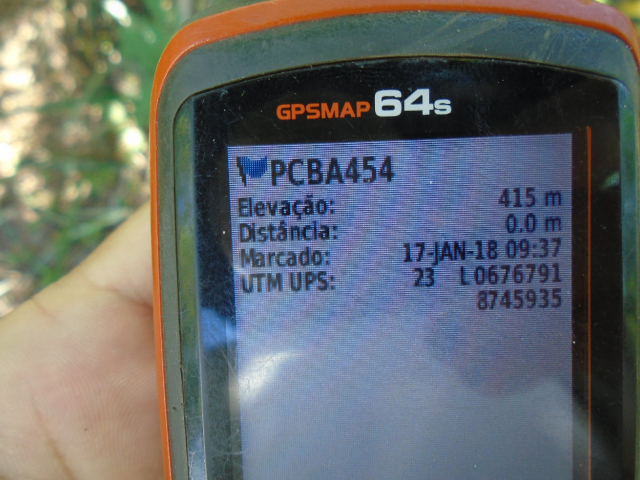 GPSMAP 64s
PCBA454
Elevação: 415 m
Distância: 0.0 m
Marcado: 17-JAN-18 09:37
UTM UPS: 23 L 0676791
8745935